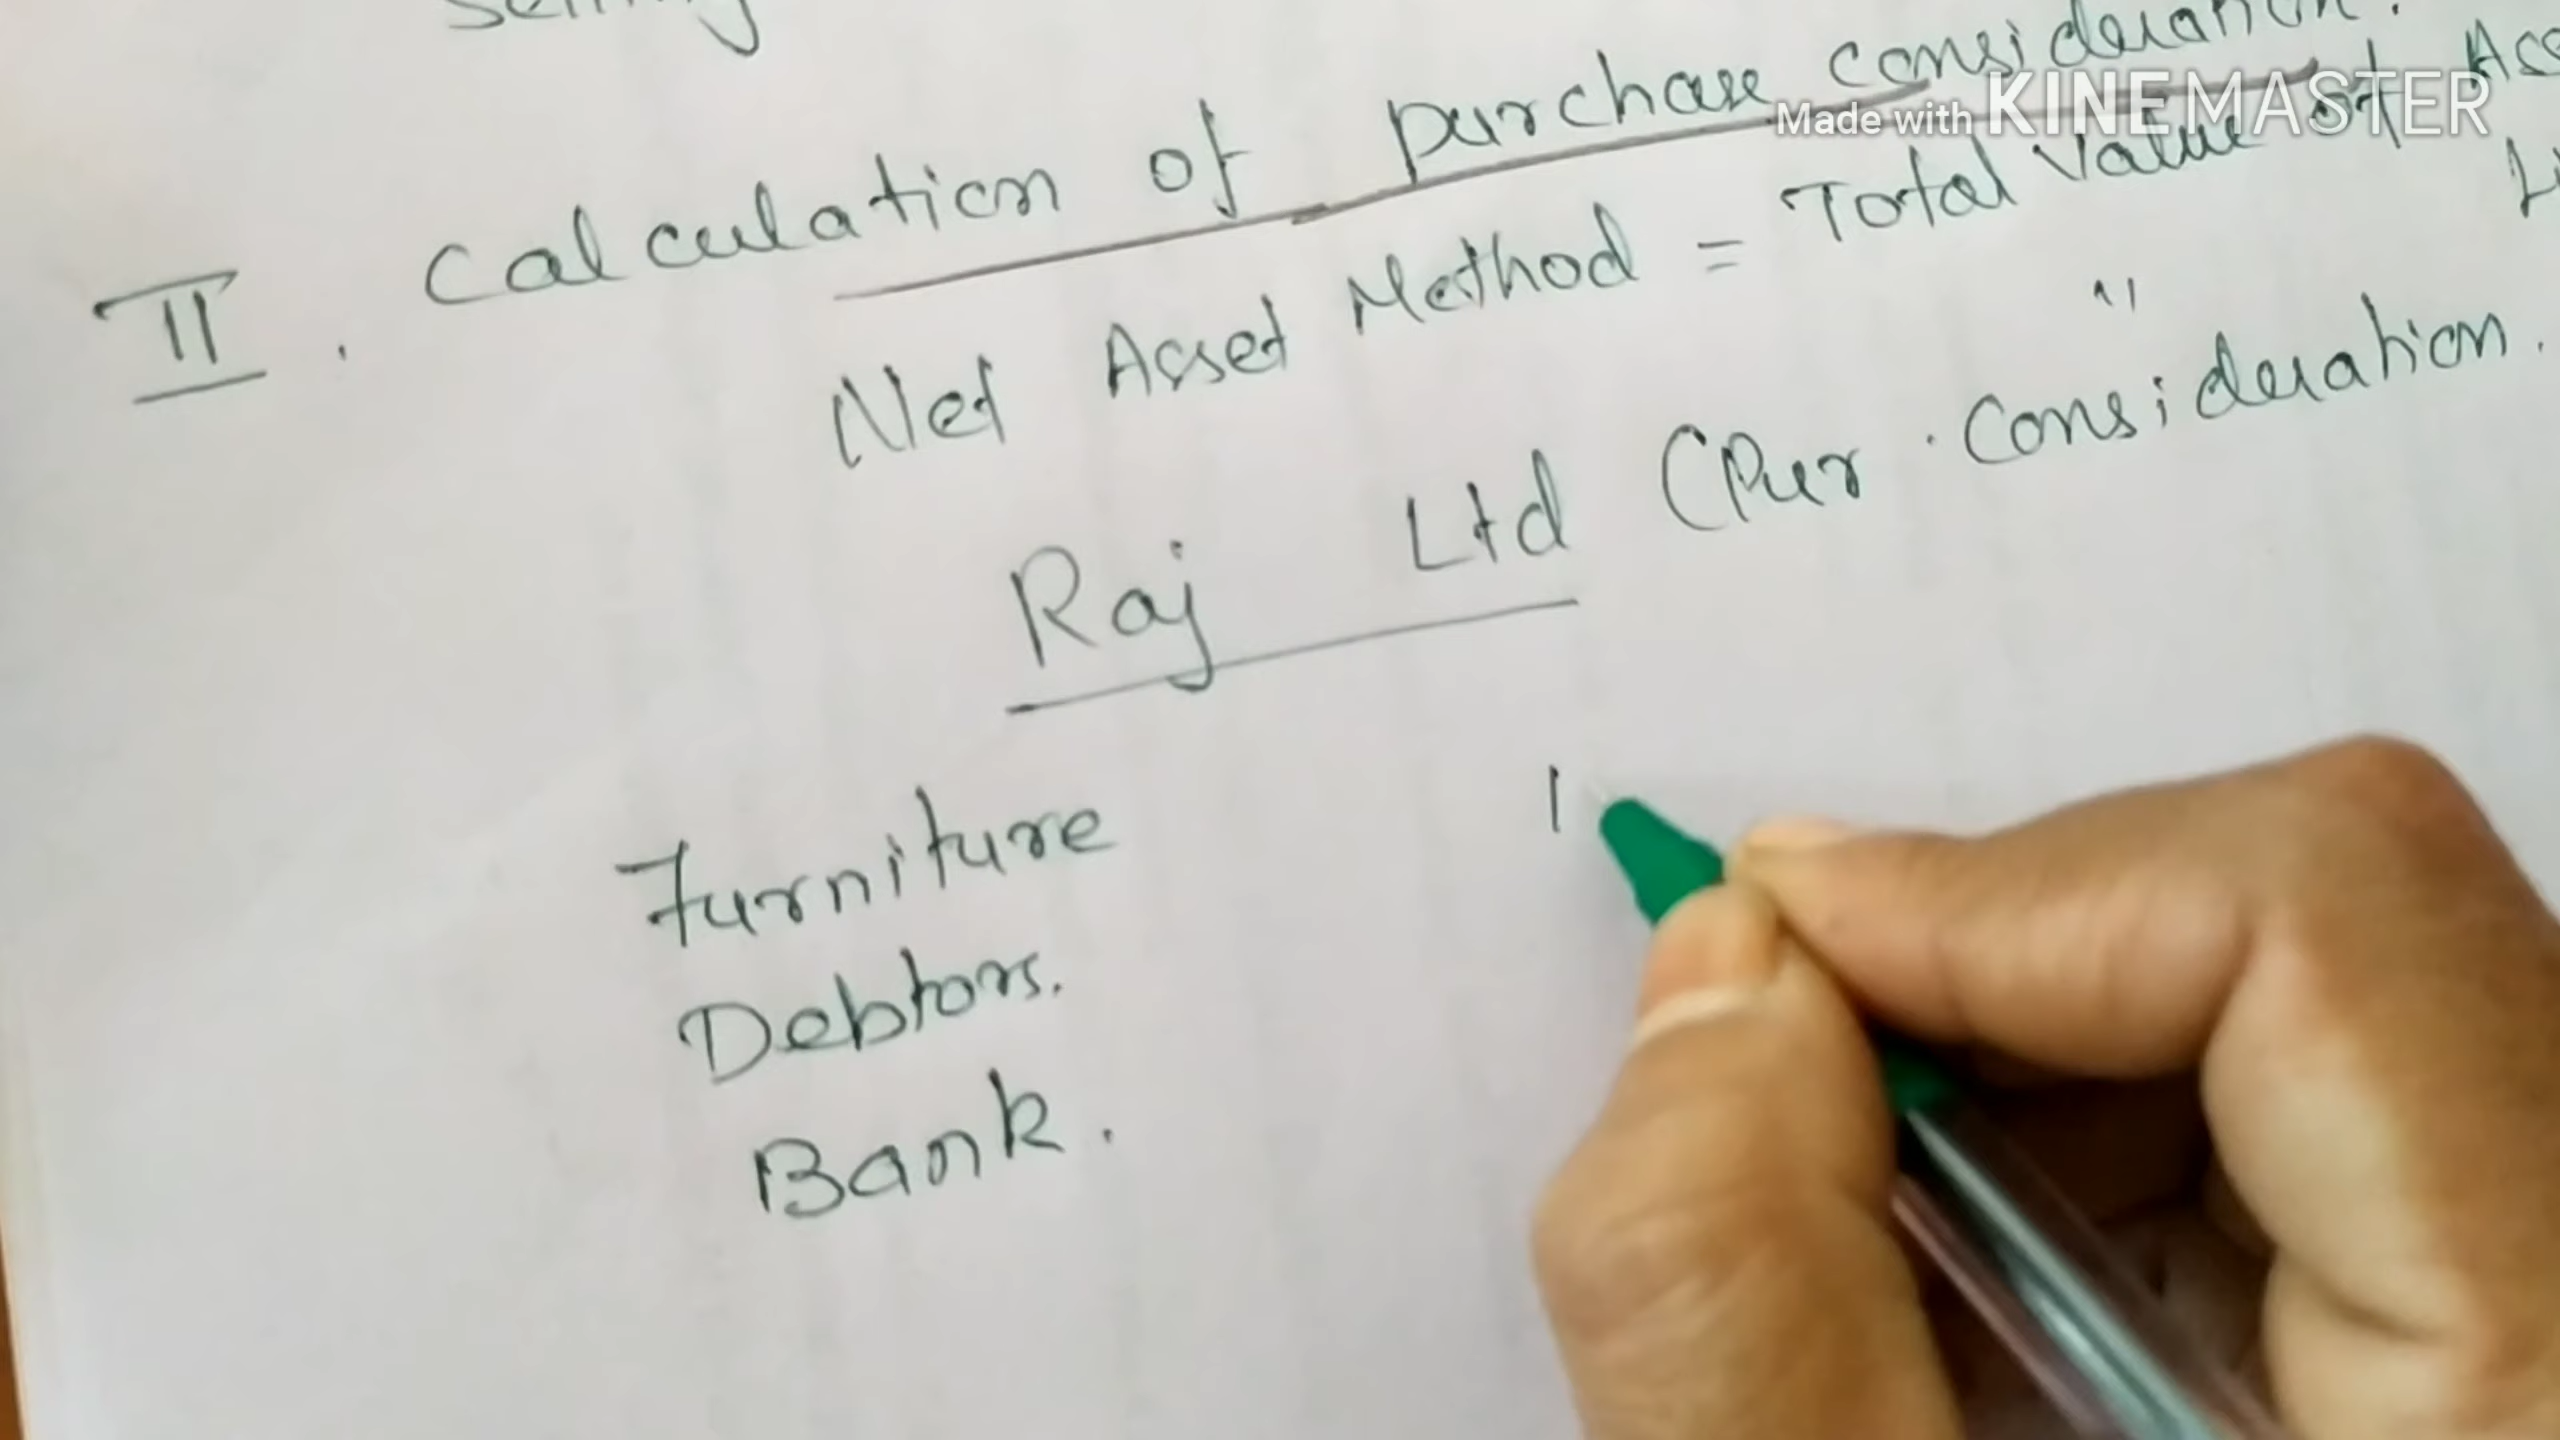 II. Calculation of purchase consideration.
Made with KINEMASTER
Net Asset Method = Total Value of
"
Raj Ltd (Pur. Consideration.
Furniture 1
Debtors.
Bank.